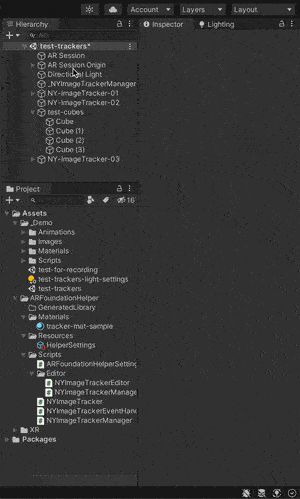 Account
Layers
Layout
Hierarchy
Inspector
Lighting
All
test-trackers*
AR Session
AR Session Origin
Directional Light
_NYImageTrackerManager
NY-ImageTracker-01
NY-ImageTracker-02
test-cubes
Cube
Cube (1)
Cube (2)
Cube (3)
NY-ImageTracker-03
Project
16
Assets
_Demo
Animations
Images
Materials
Scripts
test-for-recording
test-trackers-light-settings
test-trackers
ARFoundationHelper
GeneratedLibrary
Materials
tracker-mat-sample
Resources
HelperSettings
Scripts
ARFoundationHelperSetting
Editor
NYImageTrackerEditor
NYImageTrackerManage
NYImageTracker
NYImageTrackerEventHand
NYImageTrackerManager
XR
Packages